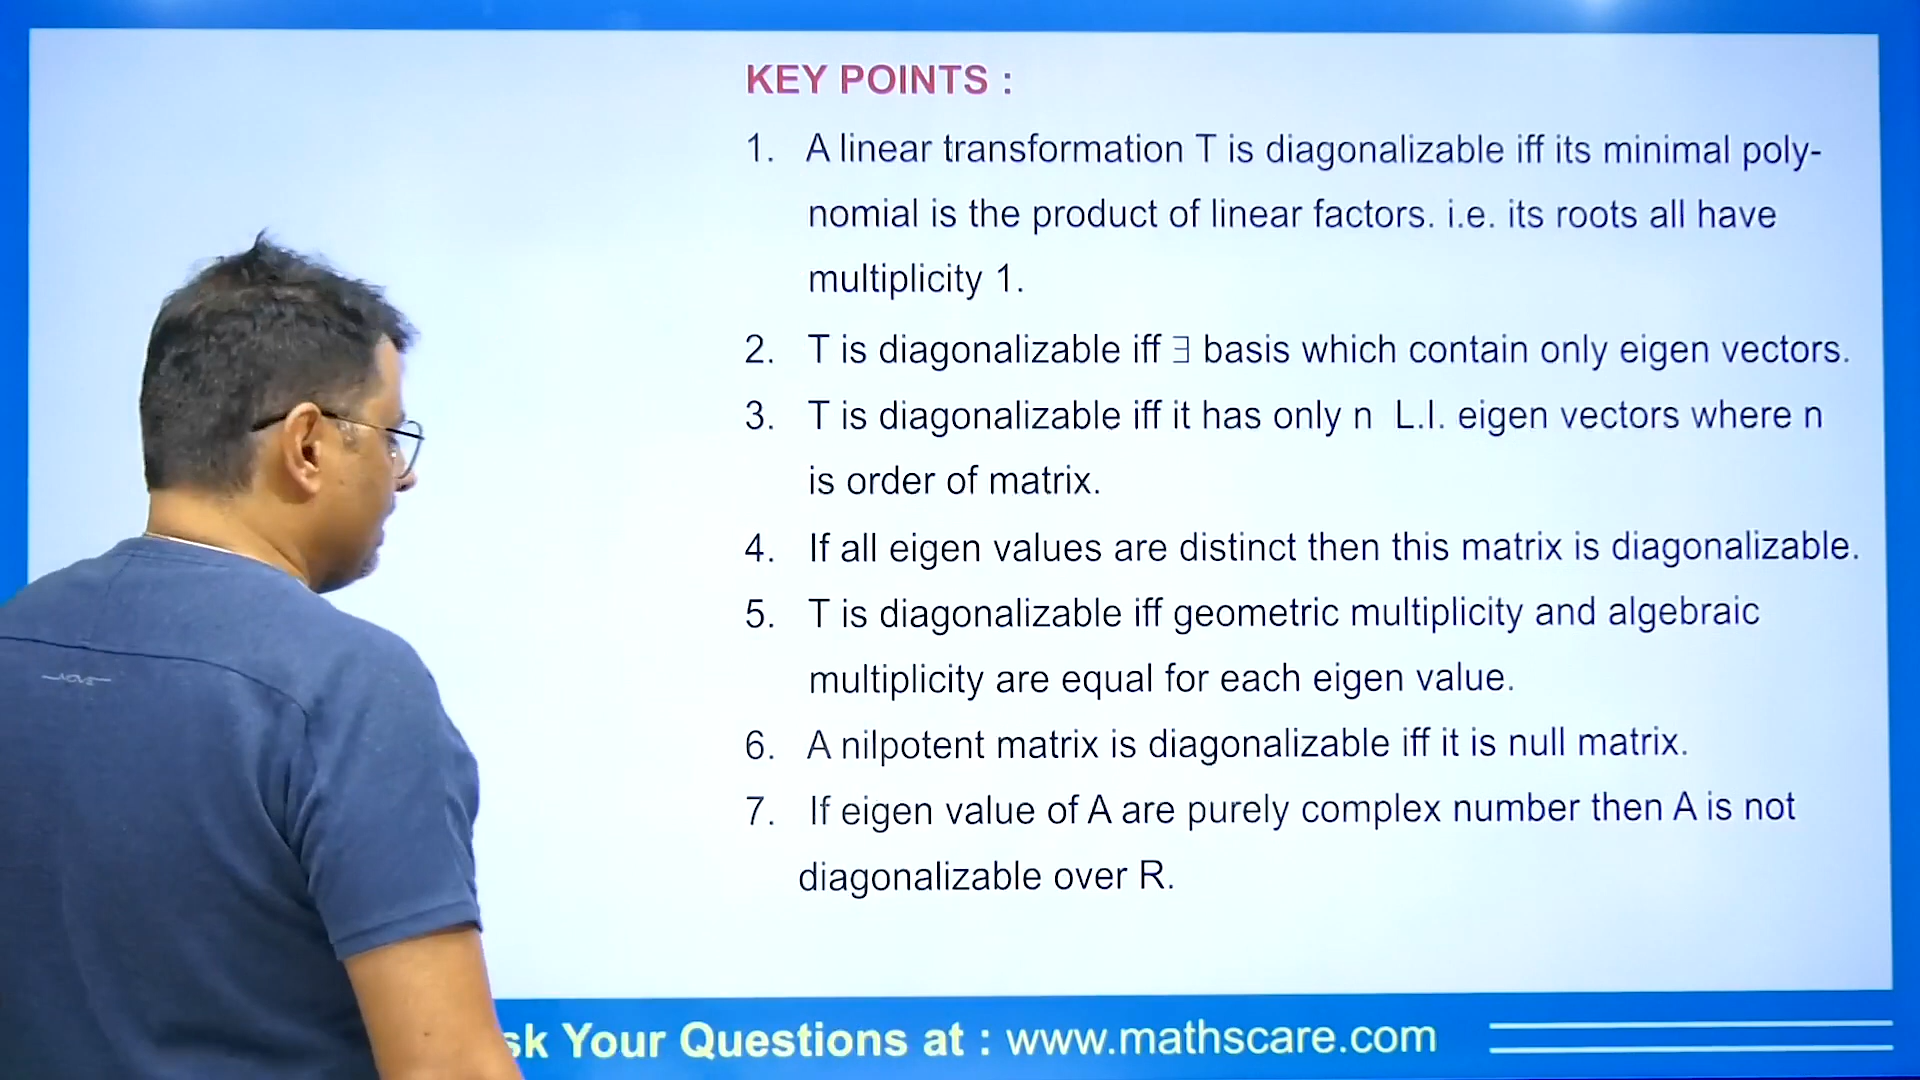 KEY POINTS :
1. A linear transformation T is diagonalizable iff its minimal poly-
nomial is the product of linear factors. i.e. its roots all have
multiplicity 1.
2. T is diagonalizable iff ∃ basis which contain only eigen vectors.
3. T is diagonalizable iff it has only n L.I. eigen vectors where n
is order of matrix.
4. If all eigen values are distinct then this matrix is diagonalizable.
5. T is diagonalizable iff geometric multiplicity and algebraic
multiplicity are equal for each eigen value.
6. A nilpotent matrix is diagonalizable iff it is null matrix.
7. If eigen value of A are purely complex number then A is not
diagonalizable over R.
sk Your Questions at : www.mathscare.com